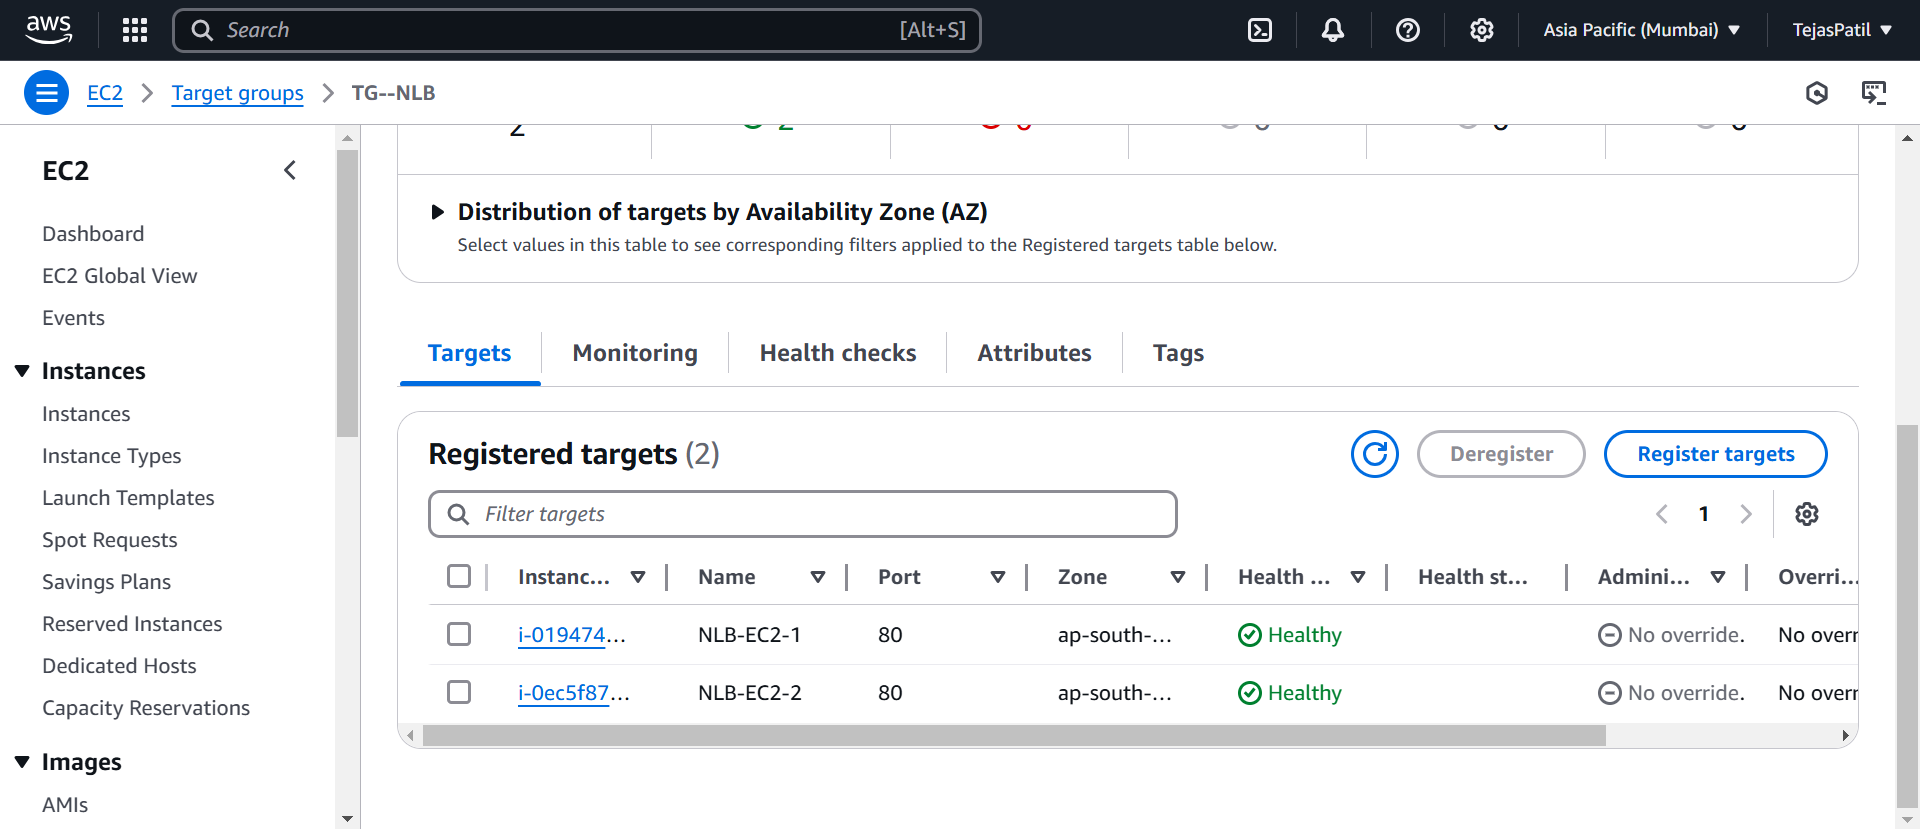 aws
Search [Alt+S]
Asia Pacific (Mumbai)
TejasPatil
EC2 > Target groups > TG--NLB
EC2
Dashboard
EC2 Global View
Events
Instances
Instances
Instance Types
Launch Templates
Spot Requests
Savings Plans
Reserved Instances
Dedicated Hosts
Capacity Reservations
Images
AMIs
2 2
Distribution of targets by Availability Zone (AZ)
Select values in this table to see corresponding filters applied to the Registered targets table below.
Targets Monitoring Health checks Attributes Tags
Registered targets (2)
Deregister
Register targets
Filter targets
1
Instanc... Name Port Zone Health ... Health st... Admini... Overri...
i-019474... NLB-EC2-1 80 ap-south-... Healthy No override. No overr
i-0ec5f87... NLB-EC2-2 80 ap-south-... Healthy No override. No overr